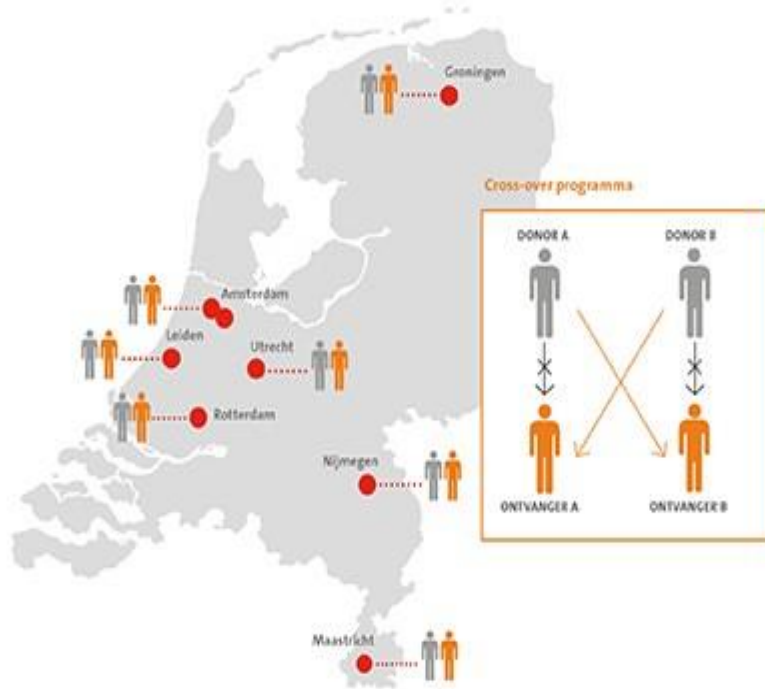 Groningen
Cross-over programma
DONOR A
DONOR B
Amsterdam
Leiden
Utrecht
Rotterdam
Nijmegen
ONTVANGER A
ONTVANGER B
Maastricht